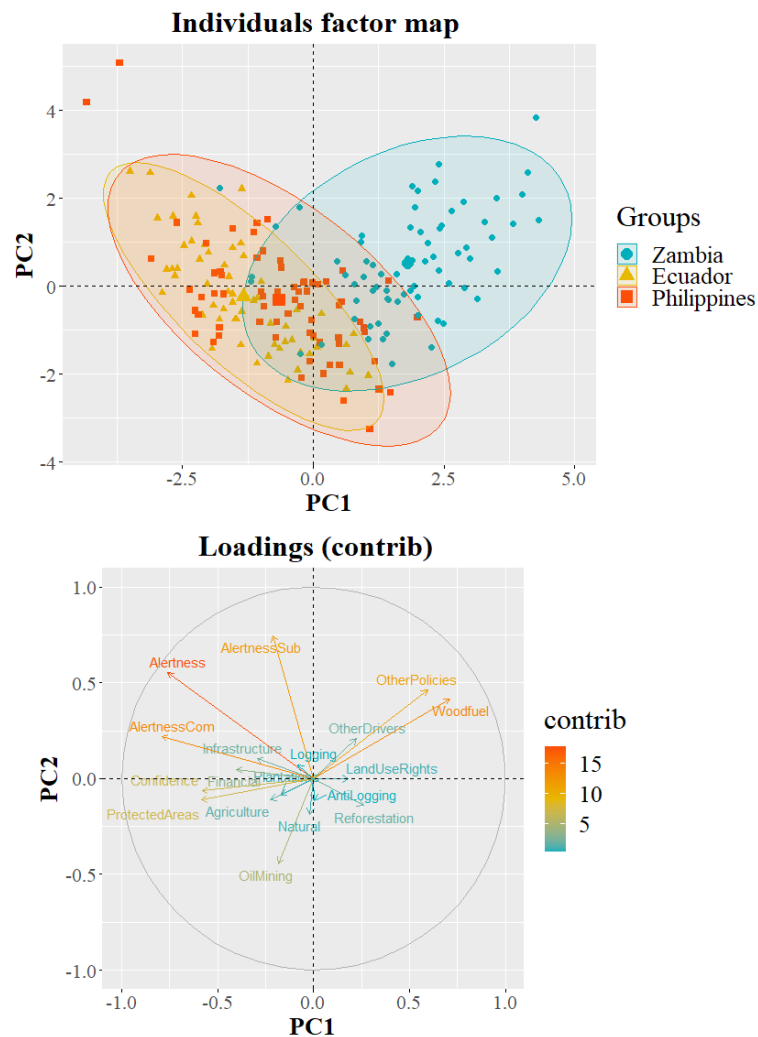 Individuals factor map
4
2
0
-2
-4
PC2
-2.5
0.0
2.5
5.0
PC1
Groups
Zambia
Ecuador
Philippines
Loadings (contrib)
1.0
0.5
0.0
-0.5
-1.0
PC2
AlertnessSub
Alertness
OtherPolicies
Woodfuel
AlertnessCom
OtherDrivers
Infrastructure
Logging
LandUseRights
Confidence
Financial
ProtectedAreas
Agriculture
AntiLogging
Natural
Reforestation
OilMining
-1.0
-0.5
0.0
0.5
1.0
PC1
contrib
15
10
5